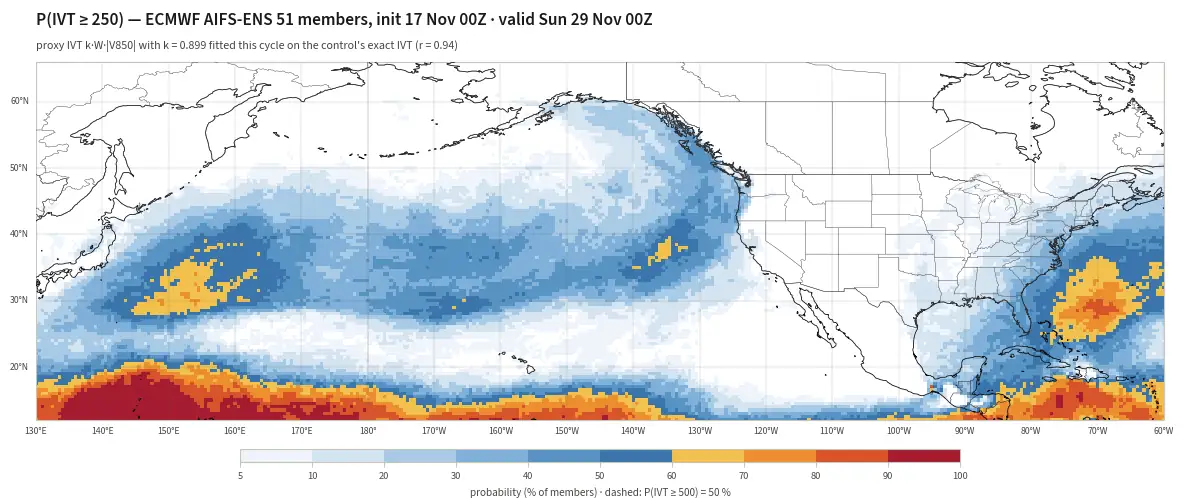 P(IVT ≥ 250) — ECMWF AIFS-ENS 51 members, init 17 Nov 00Z · valid Sun 29 Nov 00Z
proxy IVT k·W·|V850| with k = 0.899 fitted this cycle on the control's exact IVT (r = 0.94)
60°N
50°N
40°N
30°N
20°N
130°E 140°E 150°E 160°E 170°E 180° 170°W 160°W 150°W 140°W 130°W 120°W 110°W 100°W 90°W 80°W 70°W 60°W
5 10 20 30 40 50 60 70 80 90 100
probability (% of members) · dashed: P(IVT ≥ 500) = 50 %